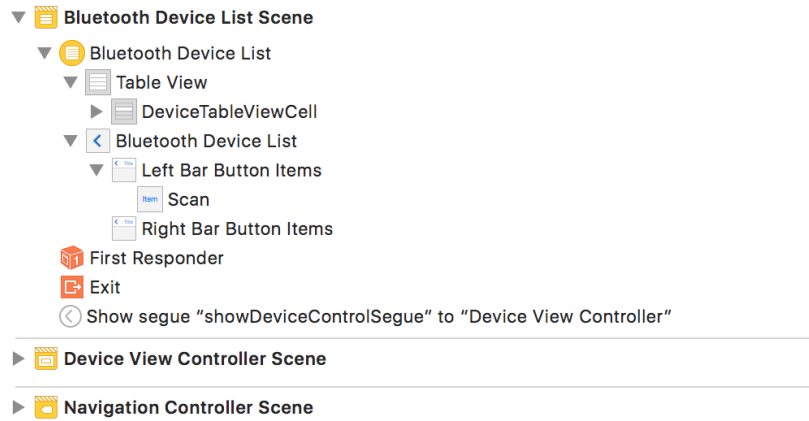 Bluetooth Device List Scene
Bluetooth Device List
Table View
DeviceTableViewCell
Bluetooth Device List
Left Bar Button Items
Item Scan
Right Bar Button Items
First Responder
Exit
Show segue “showDeviceControlSegue” to “Device View Controller”
Device View Controller Scene
Navigation Controller Scene